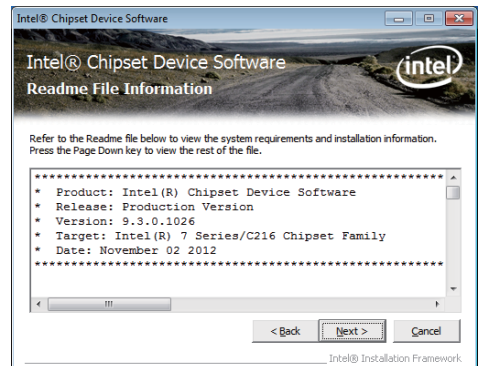 Intel® Chipset Device Software
Intel® Chipset Device Software
intel
Readme File Information
Refer to the Readme file below to view the system requirements and installation information.
Press the Page Down key to view the rest of the file.
*********************************************************
* Product: Intel(R) Chipset Device Software
* Release: Production Version
* Version: 9.3.0.1026
* Target: Intel(R) 7 Series/C216 Chipset Family
* Date: November 02 2012
*********************************************************
< Back Next > Cancel
Intel® Installation Framework